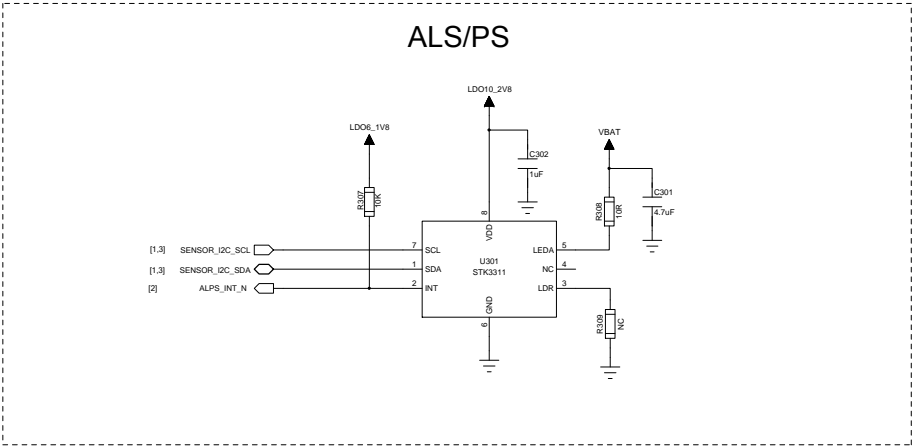 ALS/PS
LDO10_2V8
LDO6_1V8
VBAT
C302
1uF
C301
4.7uF
R307
10K
R308
10R
8
VDD
[1,3] SENSOR_I2C_SCL 7 SCL
U301
STK3311
LEDA 5
[1,3] SENSOR_I2C_SDA 1 SDA
NC 4
[2] ALPS_INT_N 2 INT
LDR 3
GND
6
R309
NC